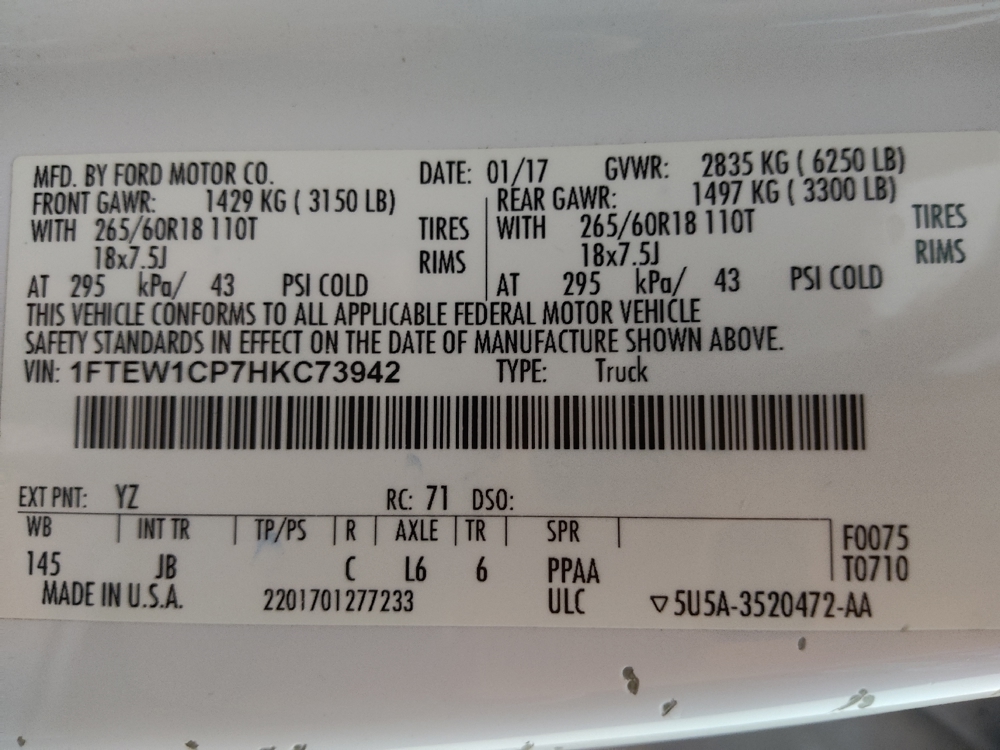 MFD. BY FORD MOTOR CO. DATE: 01/17 GVWR: 2835 KG ( 6250 LB)
FRONT GAWR: 1429 KG ( 3150 LB) REAR GAWR: 1497 KG ( 3300 LB)
WITH 265/60R18 110T TIRES WITH 265/60R18 110T TIRES
18x7.5J RIMS 18x7.5J RIMS
AT 295 kPa/ 43 PSI COLD AT 295 kPa/ 43 PSI COLD
THIS VEHICLE CONFORMS TO ALL APPLICABLE FEDERAL MOTOR VEHICLE
SAFETY STANDARDS IN EFFECT ON THE DATE OF MANUFACTURE SHOWN ABOVE.
VIN: 1FTEW1CP7HKC73942 TYPE: Truck
EXT PNT: YZ RC: 71 DSO:
WB INT TR TP/PS R AXLE TR SPR F0075
145 JB C L6 6 PPAA T0710
MADE IN U.S.A. 2201701277233 ULC ▽5U5A-3520472-AA